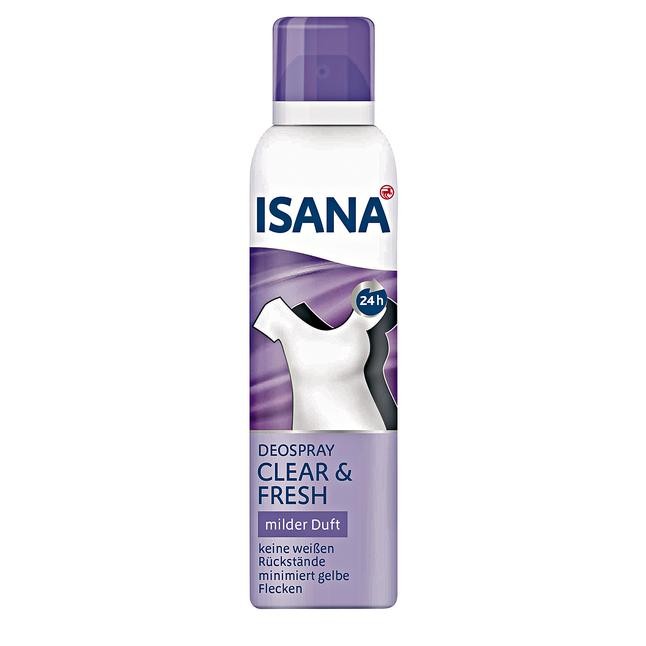 ISANA
24h
DEOSPRAY
CLEAR &
FRESH
milder Duft
keine weißen
Rückstände
minimiert gelbe
Flecken